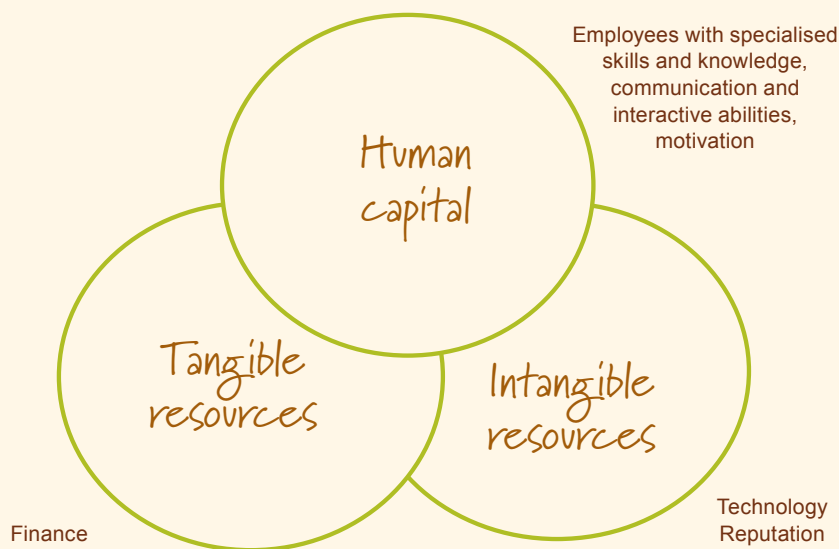 Employees with specialised
skills and knowledge,
communication and
interactive abilities,
motivation
Human
capital
Tangible
resources
Intangible
resources
Finance
Technology
Reputation